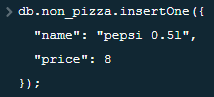 > db.non_pizza.insertOne({
"name": "pepsi 0.5l",
"price": 8
});